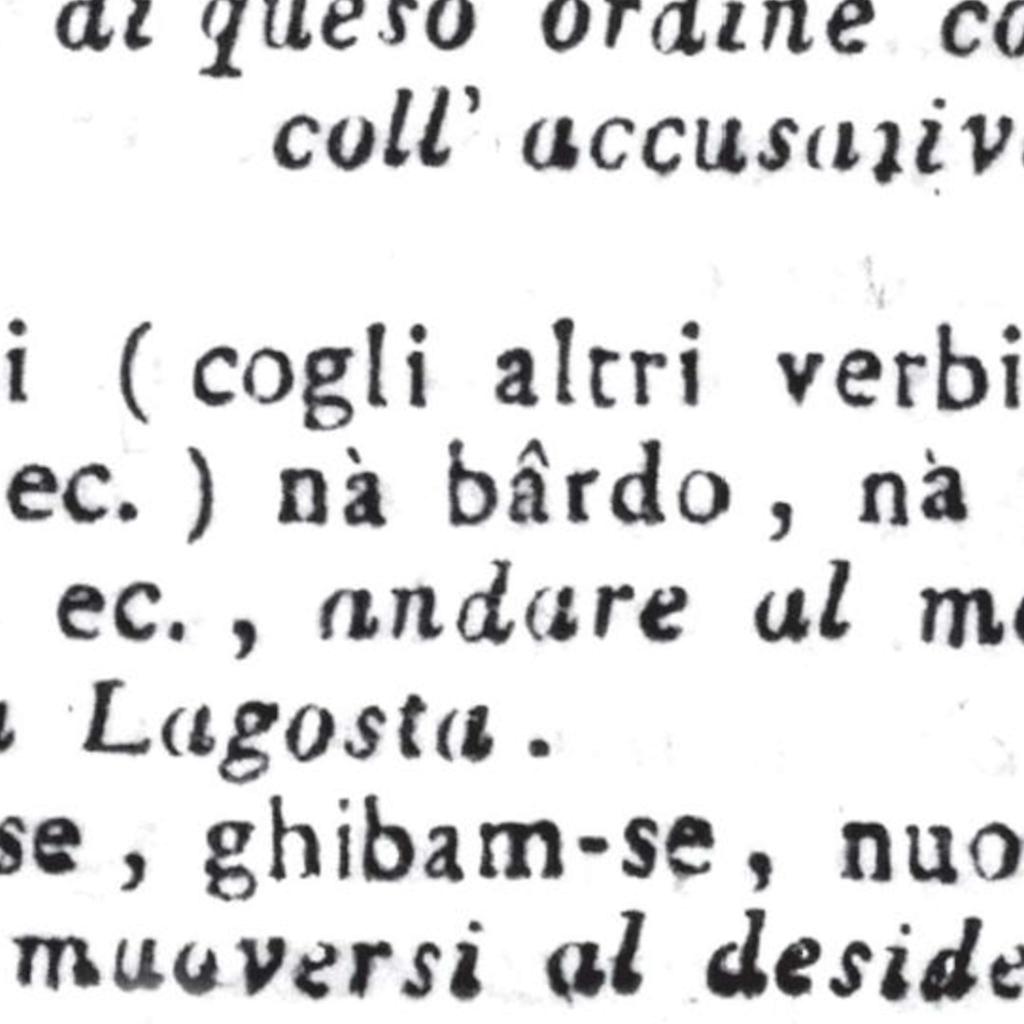 di queso ordine co
coll' accusativ
i ( cogli altri verbi
ec. ) nà bârdo , nà
ec. , andare al mo
Lagosta .
se , ghibam-se , nuo
muoversi al deside